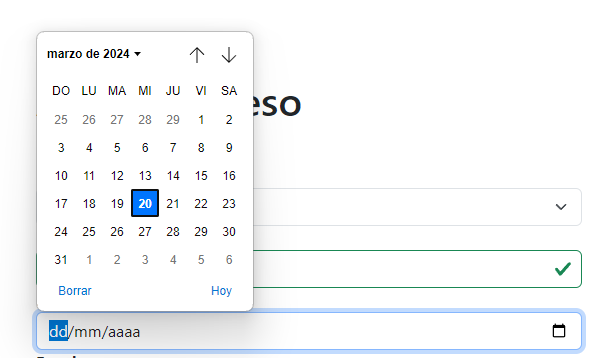 marzo de 2024
eso
DO LU MA MI JU VI SA
25 26 27 28 29 1 2
3 4 5 6 7 8 9
10 11 12 13 14 15 16
17 18 19 20 21 22 23
24 25 26 27 28 29 30
31 1 2 3 4 5 6
Borrar Hoy
dd/mm/aaaa